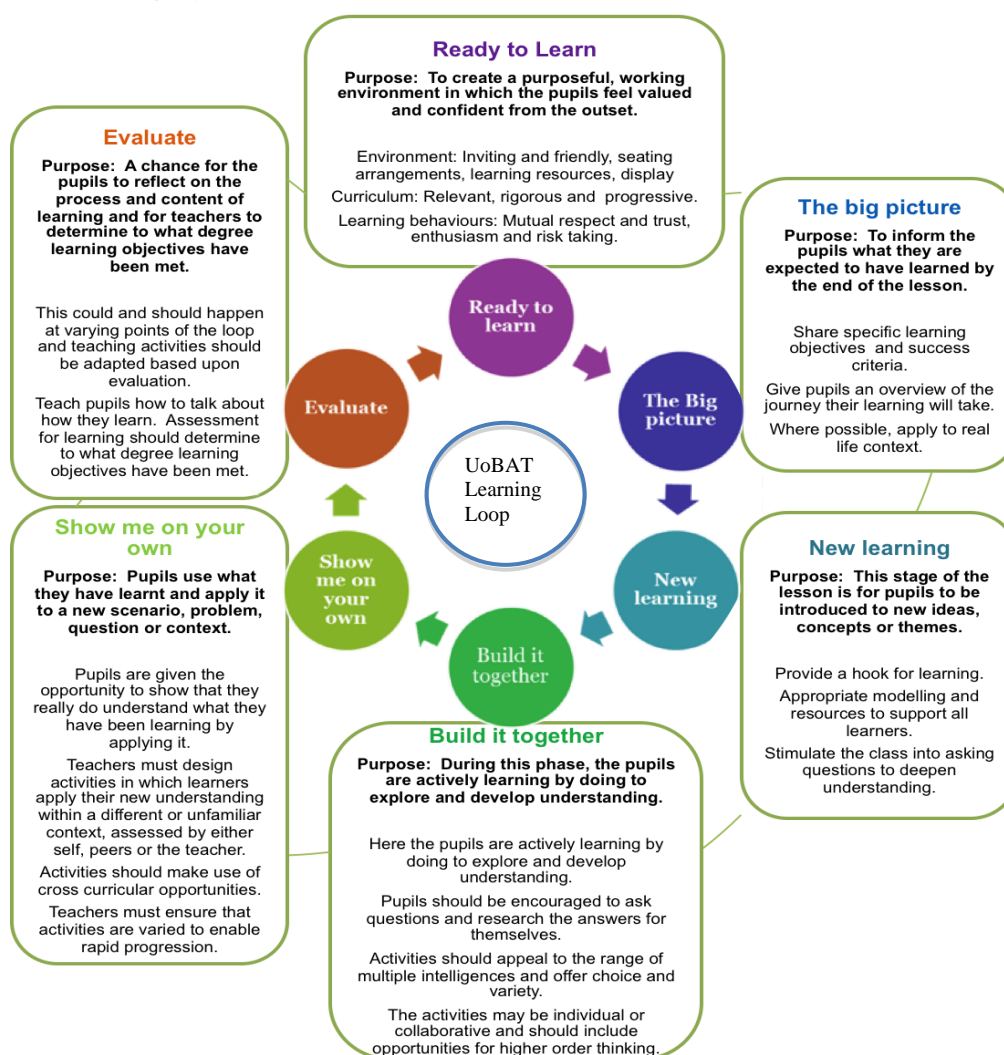 Ready to Learn
Purpose: To create a purposeful, working
environment in which the pupils feel valued
and confident from the outset.
Environment: Inviting and friendly, seating
arrangements, learning resources, display
Curriculum: Relevant, rigorous and progressive.
Learning behaviours: Mutual respect and trust,
enthusiasm and risk taking.
The big picture
Purpose: To inform the
pupils what they are
expected to have learned by
the end of the lesson.
Share specific learning
objectives and success
criteria.
Give pupils an overview of the
journey their learning will take.
Where possible, apply to real
life context.
New learning
Purpose: This stage of the
lesson is for pupils to be
introduced to new ideas,
concepts or themes.
Provide a hook for learning.
Appropriate modelling and
resources to support all
learners.
Stimulate the class into asking
questions to deepen
understanding.
Build it together
Purpose: During this phase, the pupils
are actively learning by doing to
explore and develop understanding.
Here the pupils are actively learning by
doing to explore and develop
understanding.
Pupils should be encouraged to ask
questions and research the answers for
themselves.
Activities should appeal to the range of
multiple intelligences and offer choice and
variety.
The activities may be individual or
collaborative and should include
opportunities for higher order thinking.
Show me on your
own
Purpose: Pupils use what
they have learnt and apply it
to a new scenario, problem,
question or context.
Pupils are given the
opportunity to show that they
really do understand what they
have been learning by
applying it.
Teachers must design
activities in which learners
apply their new understanding
within a different or unfamiliar
context, assessed by either
self, peers or the teacher.
Activities should make use of
cross curricular opportunities.
Teachers must ensure that
activities are varied to enable
rapid progression.
Evaluate
Purpose: A chance for the
pupils to reflect on the
process and content of
learning and for teachers to
determine to what degree
learning objectives have
been met.
This could and should happen
at varying points of the loop
and teaching activities should
be adapted based upon
evaluation.
Teach pupils how to talk about
how they learn. Assessment
for learning should determine
to what degree learning
objectives have been met.
Ready to
learn
The Big
picture
New
learning
Build it
together
Show
me on
your
own
Evaluate
UoBAT
Learning
Loop